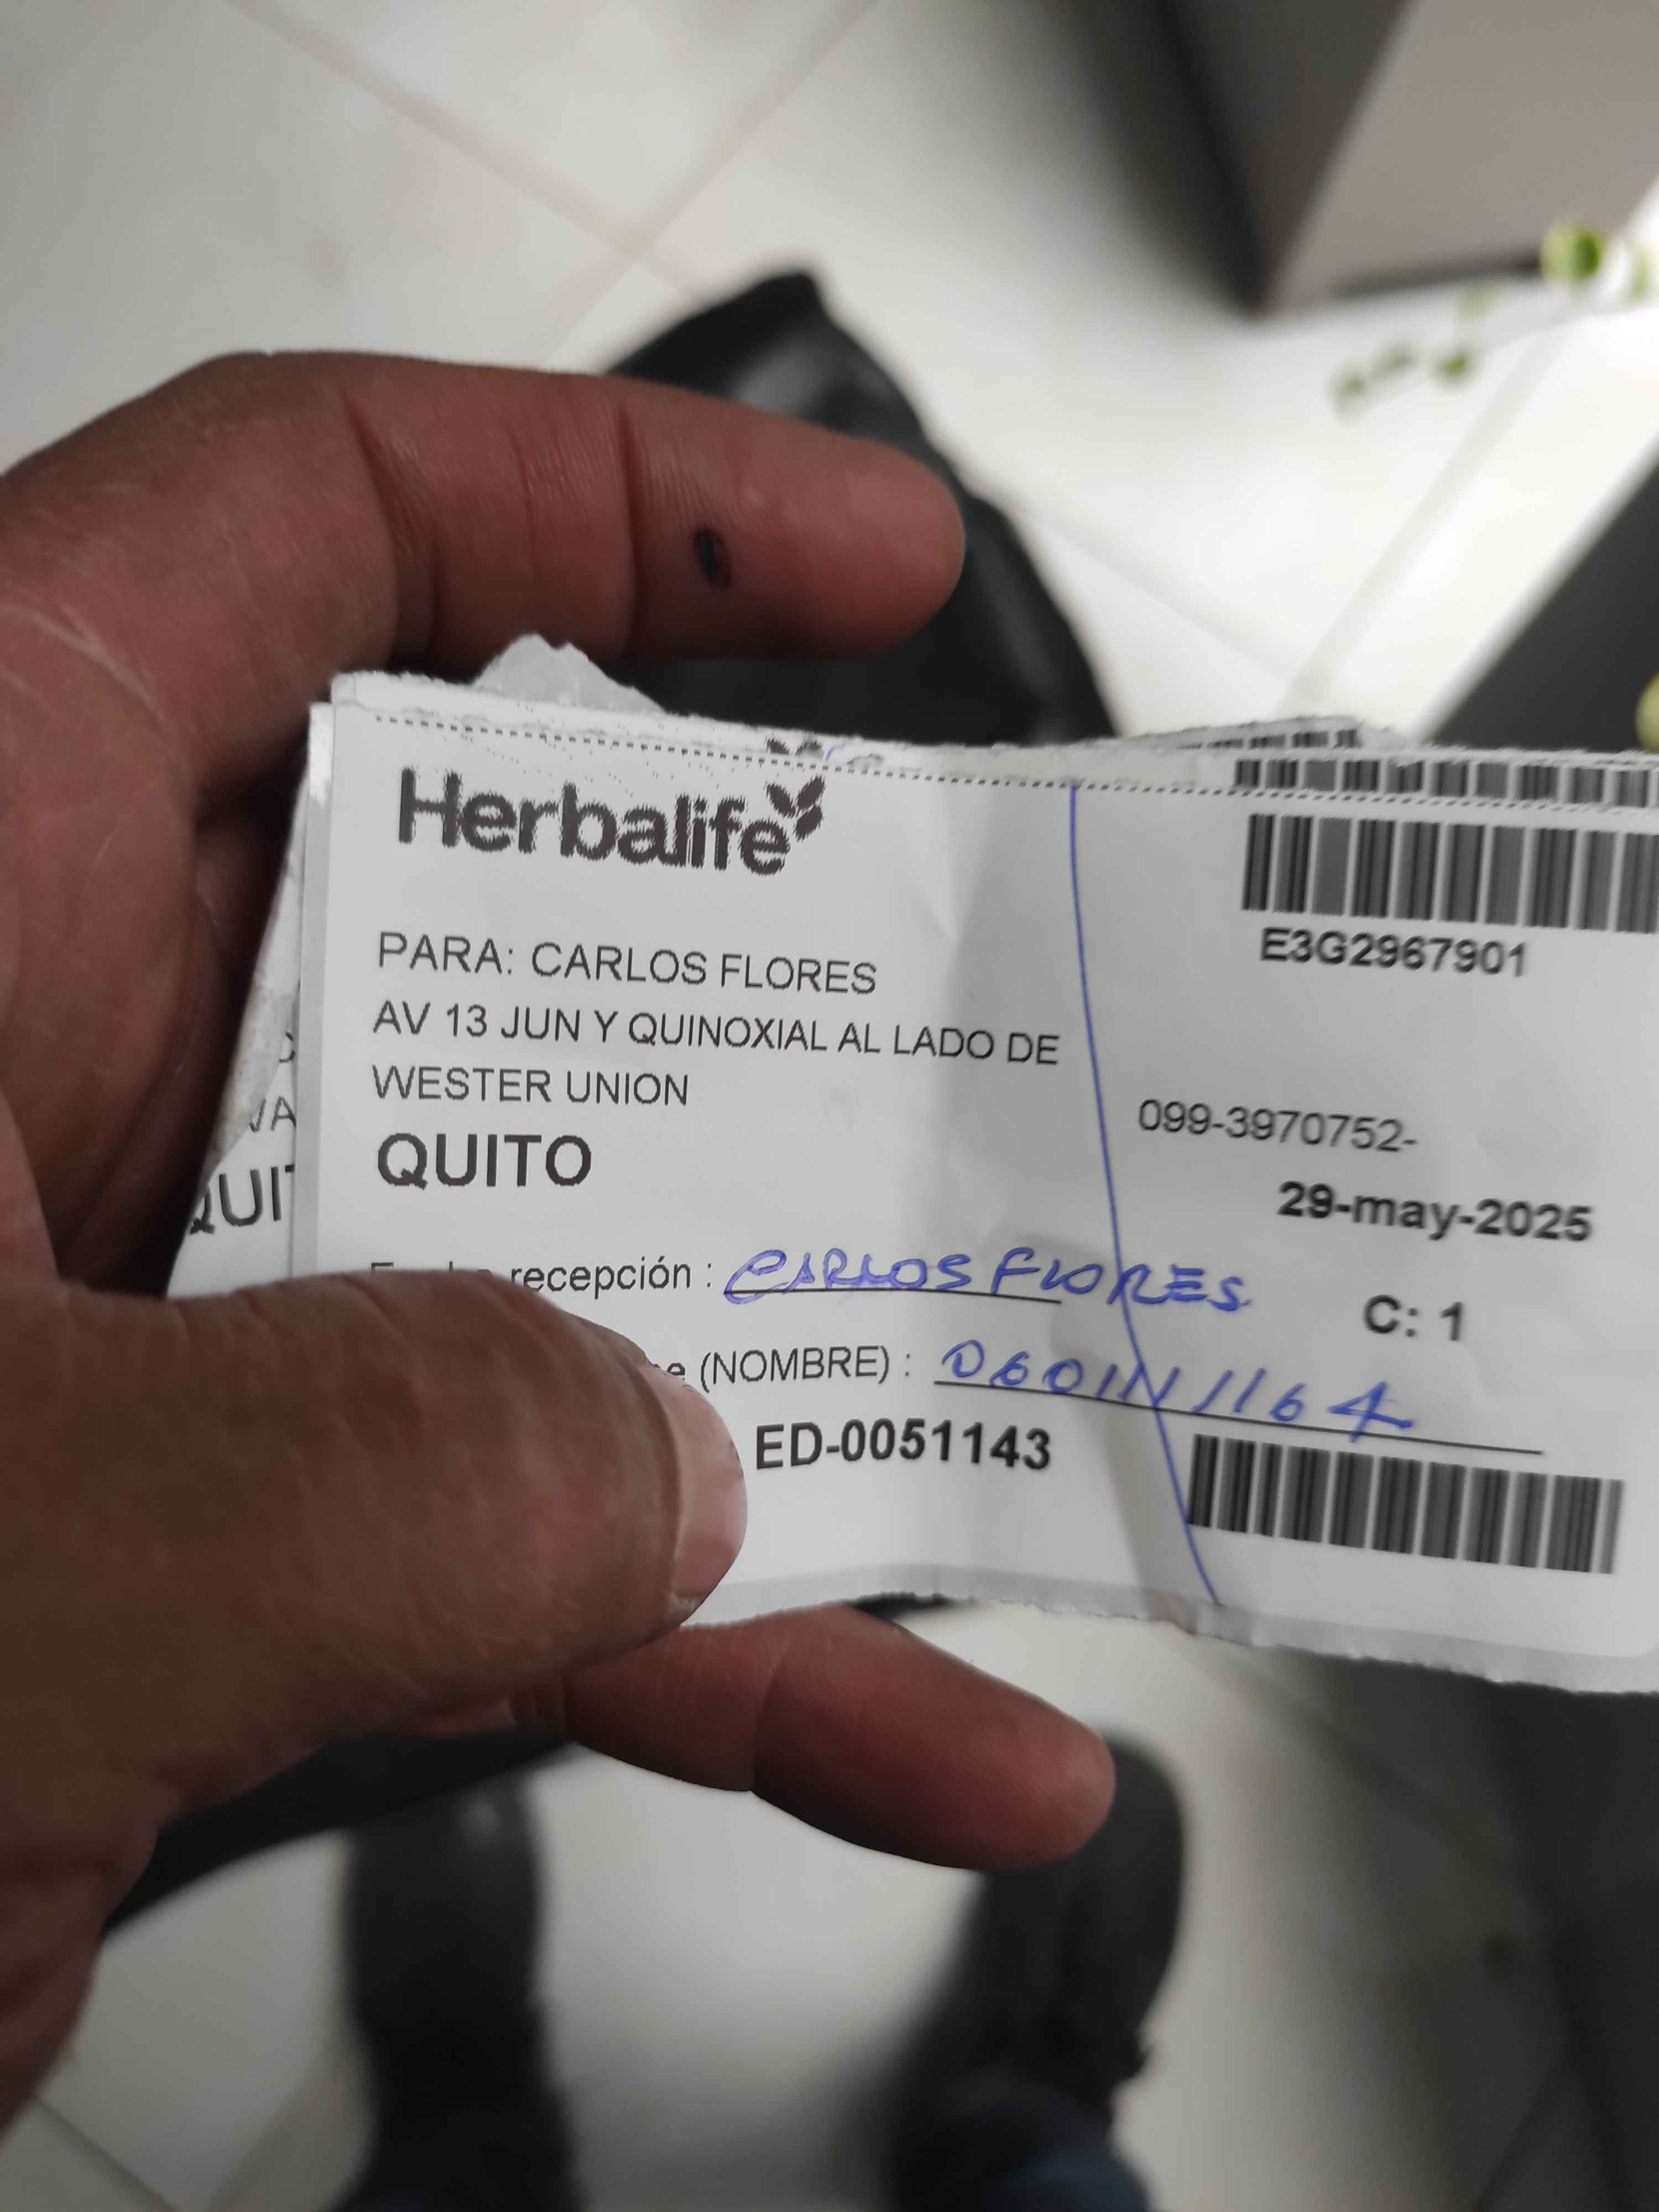 Herbalife
E3G2967901
PARA: CARLOS FLORES
AV 13 JUN Y QUINOXIAL AL LADO DE
WESTER UNION
099-3970752-
QUITO
29-may-2025
recepción : CARLOS FLORES
C: 1
(NOMBRE) :
ED-0051143